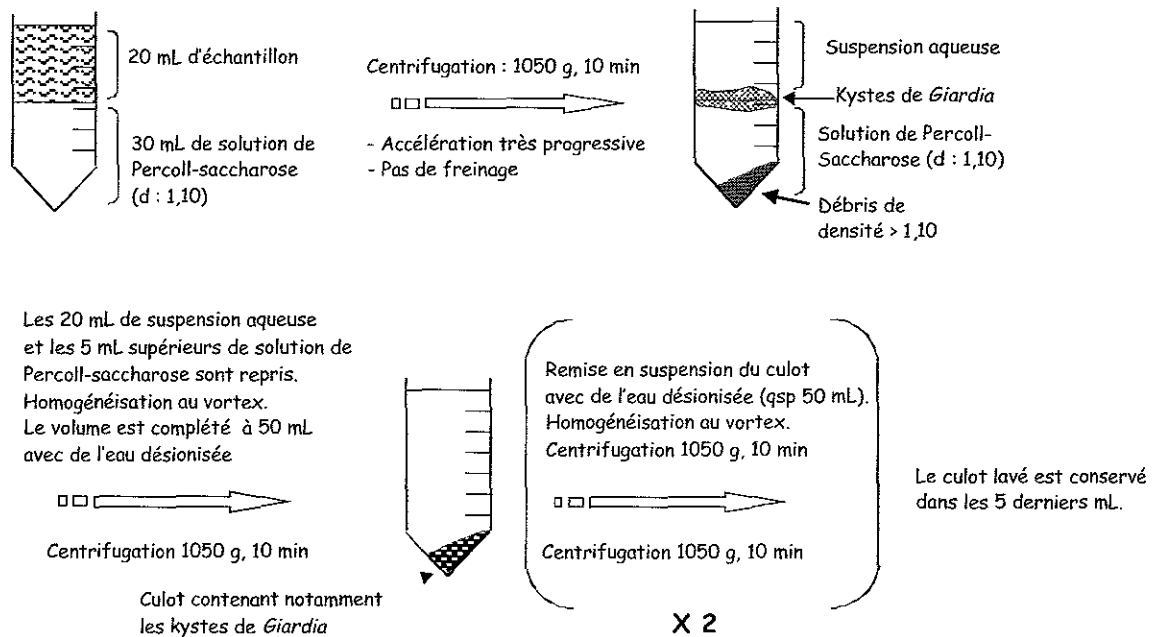 20 mL d'échantillon
30 mL de solution de
Percoll-saccharose
(d : 1,10)
Centrifugation : 1050 g, 10 min
- Accélération très progressive
- Pas de freinage
Suspension aqueuse
Kystes de Giardia
Solution de Percoll-
Saccharose (d : 1,10)
Débris de
densité > 1,10
Les 20 mL de suspension aqueuse
et les 5 mL supérieurs de solution de
Percoll-saccharose sont repris.
Homogénéisation au vortex.
Le volume est complété à 50 mL
avec de l'eau désionisée
Centrifugation 1050 g, 10 min
Culot contenant notamment
les kystes de Giardia
Remise en suspension du culot
avec de l'eau désionisée (qsp 50 mL).
Homogénéisation au vortex.
Centrifugation 1050 g, 10 min
Centrifugation 1050 g, 10 min
X 2
Le culot lavé est conservé
dans les 5 derniers mL.